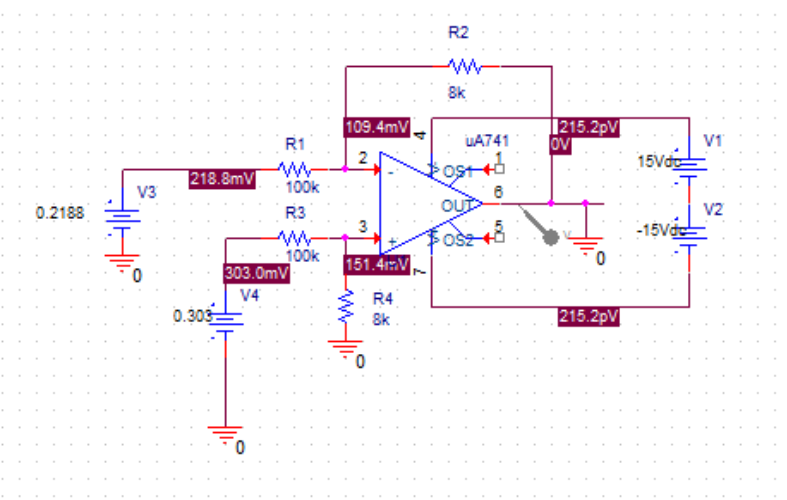 R2
8k
109.4mV
4
uA741
215.2pV
0V
V1
15Vdc
R1
100k
2
-
OS1
1
218.8mV
V3
0.2188
0
R3
100k
3
+
OUT
6
V
V2
-15Vdc
0
OS2
5
7
303.0mV
151.4mV
V4
0.303
R4
8k
0
215.2pV
0